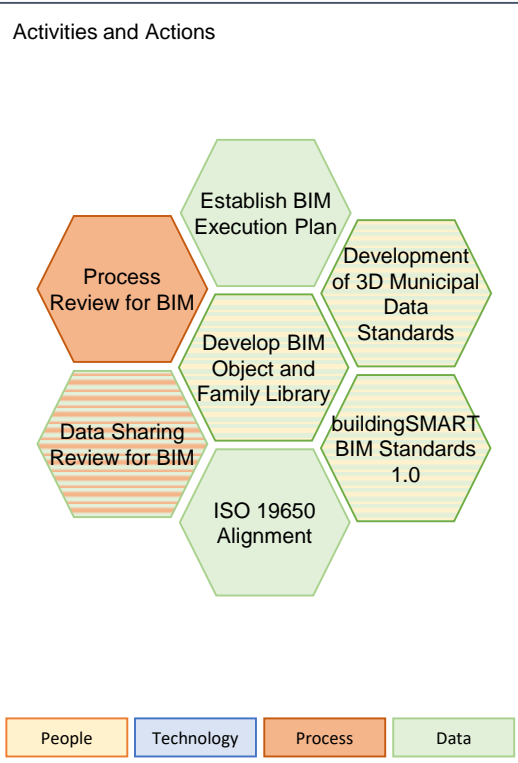 Activities and Actions
Establish BIM
Execution Plan
Process
Review for BIM
Development
of 3D Municipal
Data
Standards
Develop BIM
Object and
Family Library
Data Sharing
Review for BIM
buildingSMART
BIM Standards
1.0
ISO 19650
Alignment
People
Technology
Process
Data